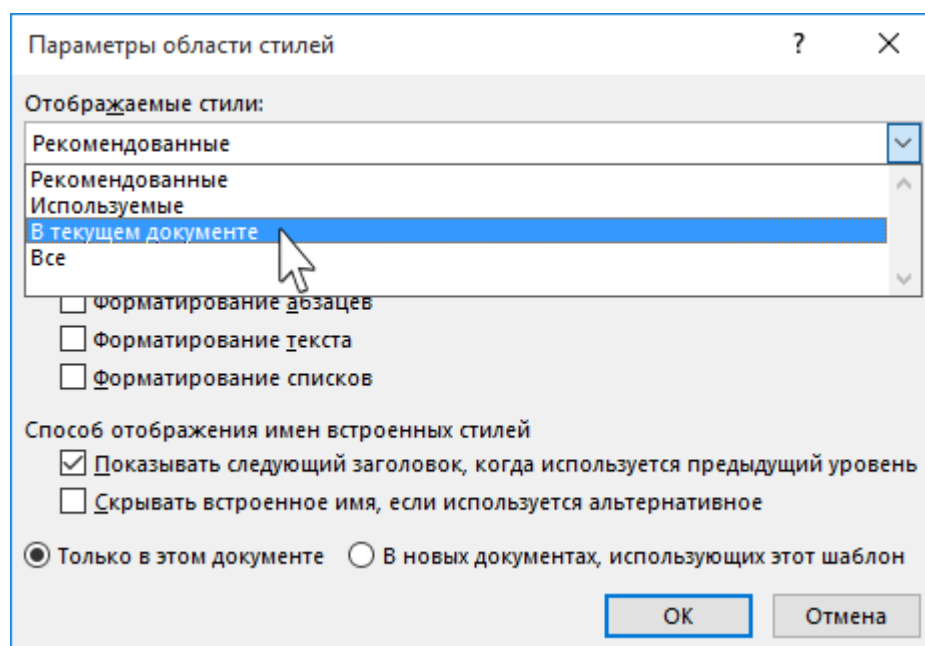 Параметры области стилей ?
Отображаемые стили:
Рекомендованные
Рекомендованные
Используемые
В текущем документе
Все
Форматирование абзацев
Форматирование текста
Форматирование списков
Способ отображения имен встроенных стилей
Показывать следующий заголовок, когда используется предыдущий уровень
Скрывать встроенное имя, если используется альтернативное
Только в этом документе В новых документах, использующих этот шаблон
ОК Отмена